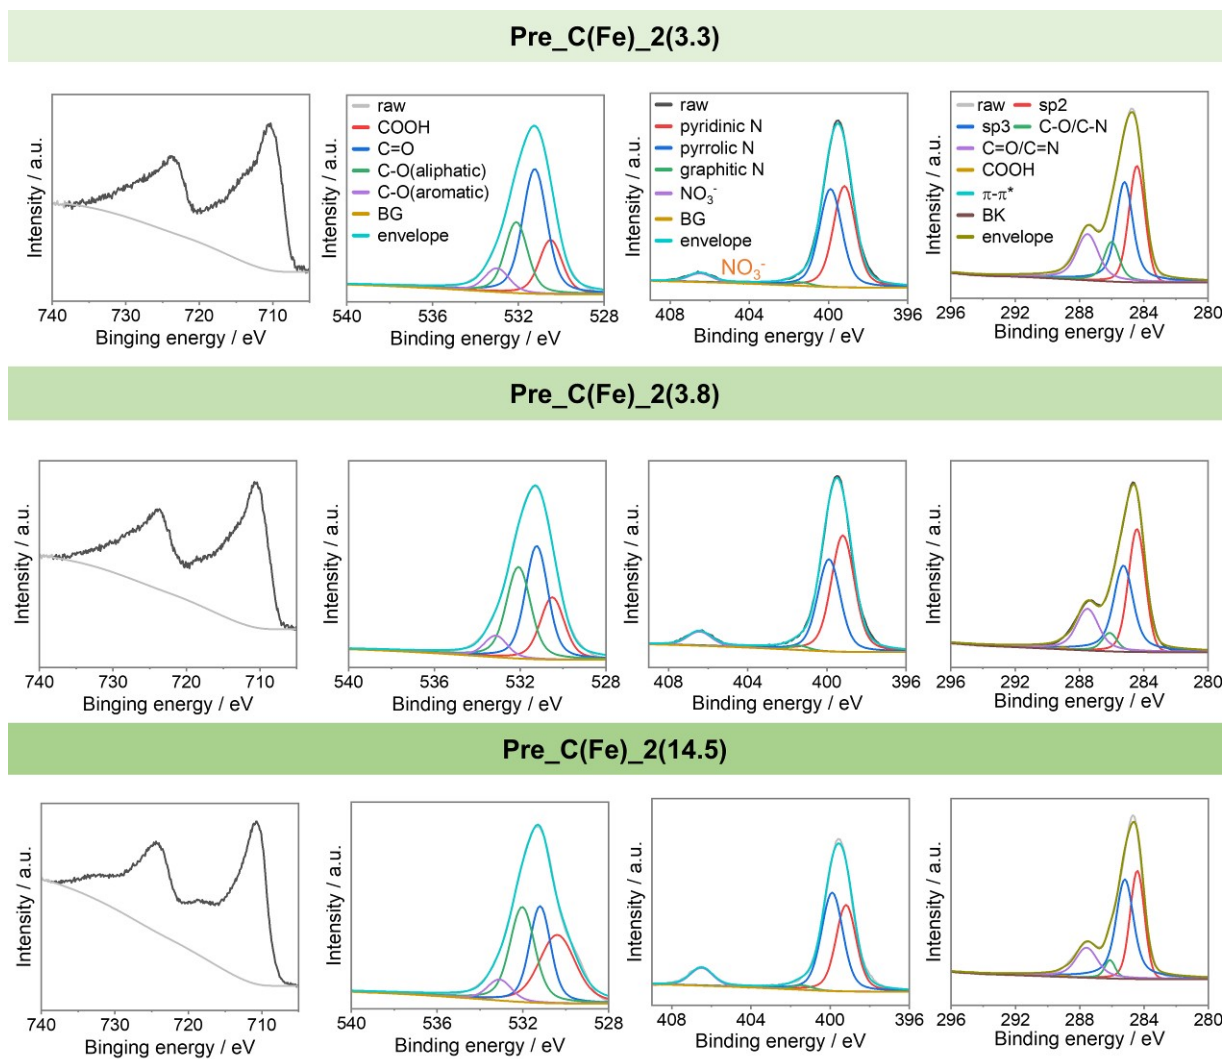 Pre_C(Fe)_2(3.3)
Intensity / a.u.
740 730 720 710
Binging energy / eV
Intensity / a.u.
raw
COOH
C=O
C-O(aliphatic)
C-O(aromatic)
BG
envelope
540 536 532 528
Binding energy / eV
Intensity / a.u.
raw
pyridinic N
pyrrolic N
graphitic N
NO₃⁻
BG
envelope
NO₃⁻
408 404 400 396
Binding energy / eV
Intensity / a.u.
raw sp2
sp3 C-O/C-N
C=O/C=N
COOH
π-π*
BK
envelope
296 292 288 284 280
Binding energy / eV
Pre_C(Fe)_2(3.8)
Intensity / a.u.
740 730 720 710
Binging energy / eV
Intensity / a.u.
540 536 532 528
Binding energy / eV
Intensity / a.u.
408 404 400 396
Binding energy / eV
Intensity / a.u.
296 292 288 284 280
Binding energy / eV
Pre_C(Fe)_2(14.5)
Intensity / a.u.
740 730 720 710
Binging energy / eV
Intensity / a.u.
540 536 532 528
Binding energy / eV
Intensity / a.u.
408 404 400 396
Binding energy / eV
Intensity / a.u.
296 292 288 284 280
Binding energy / eV